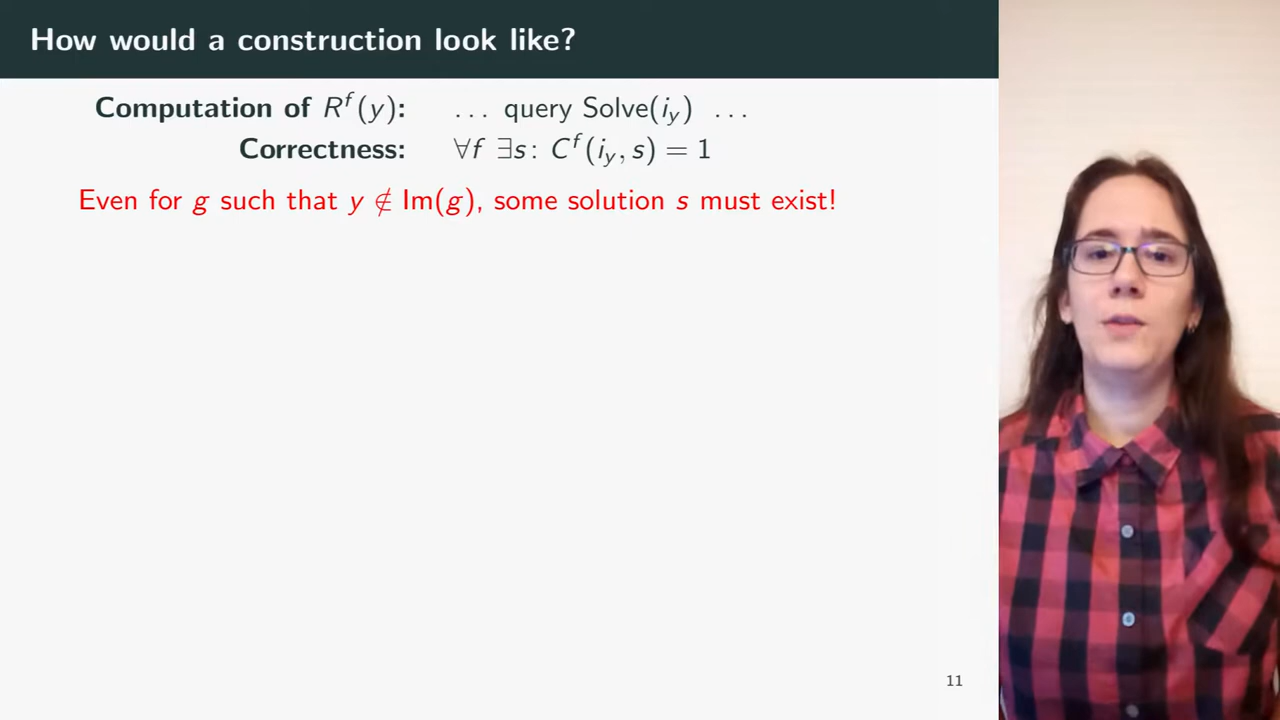 How would a construction look like?
Computation of R^f(y): ... query Solve(i_y) ...
Correctness: ∀f ∃s: C^f(i_y, s) = 1
Even for g such that y ∉ Im(g), some solution s must exist!
11